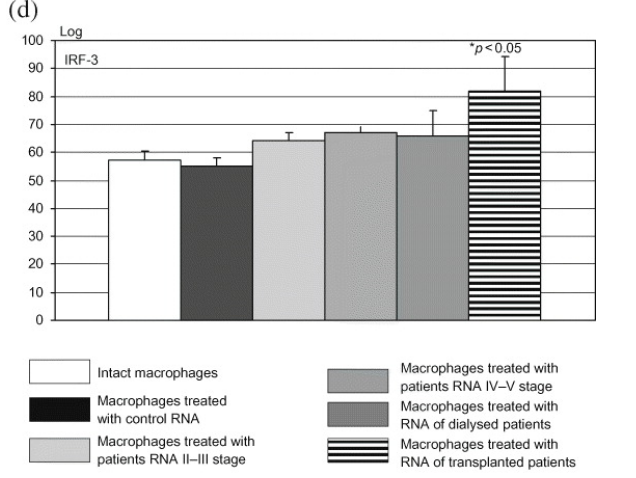 (d)
Log
100
IRF-3
*p<0.05
90
80
70
60
50
40
30
20
10
0
Intact macrophages
Macrophages treated
with control RNA
Macrophages treated with
patients RNA II–III stage
Macrophages treated with
patients RNA IV–V stage
Macrophages treated with
RNA of dialysed patients
Macrophages treated with
RNA of transplanted patients